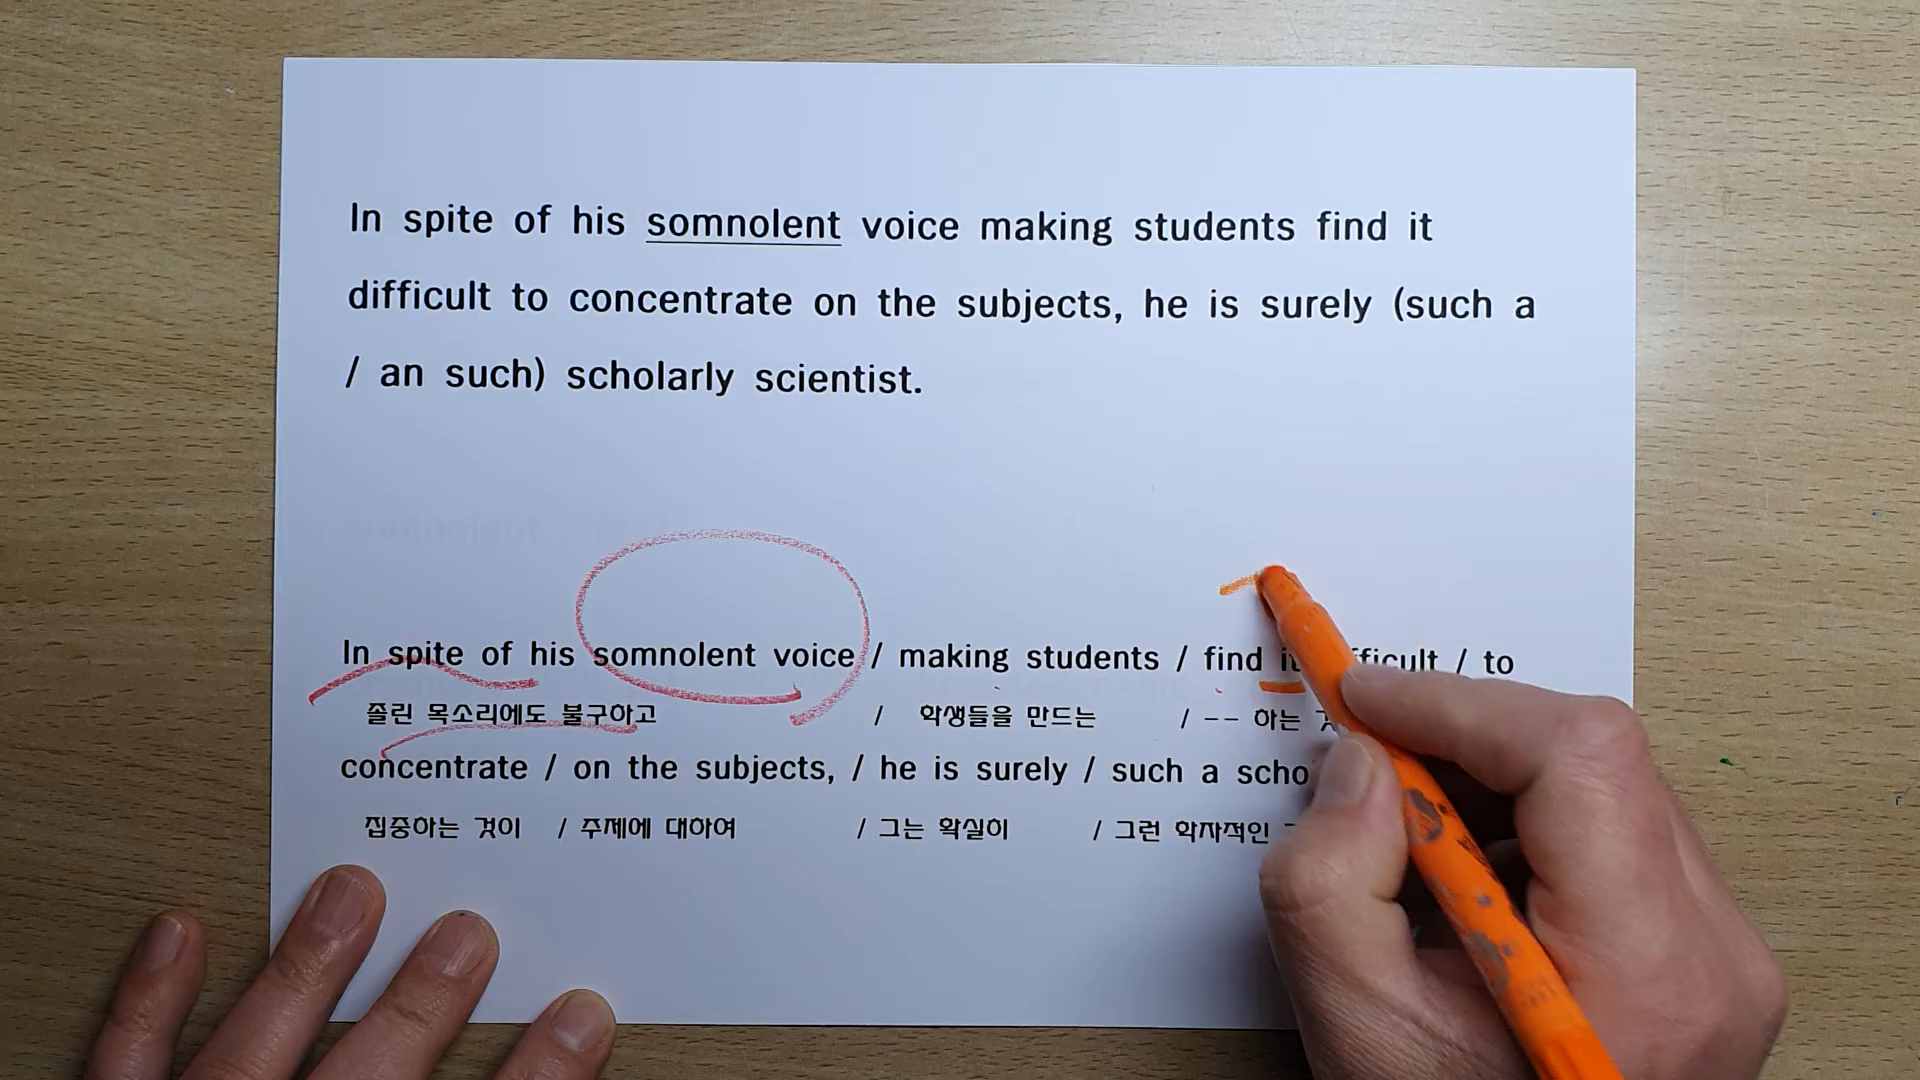 In spite of his somnolent voice making students find it
difficult to concentrate on the subjects, he is surely (such a
/ an such) scholarly scientist.
In spite of his somnolent voice / making students / find / to
졸린 목소리에도 불구하고 / 학생들을 만드는 / -- 하는
concentrate / on the subjects, / he is surely / such a
집중하는 것이 / 주제에 대하여 / 그는 확실히 / 그런 학자적인